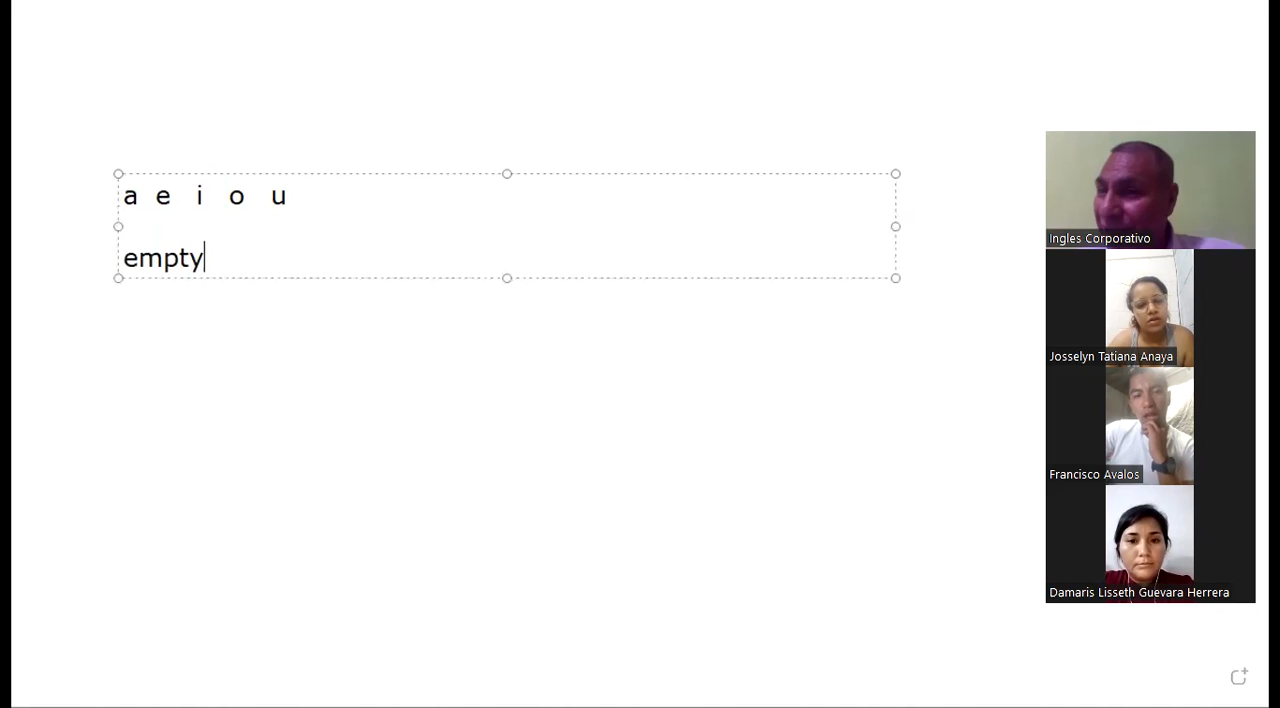 a e i o u
empty
Ingles Corporativo
Josselyn Tatiana Anaya
Francisco Avalos
Damaris Lisseth Guevara Herrera